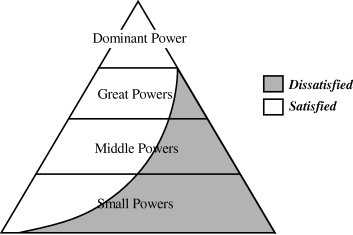 Dominant Power
Great Powers
Middle Powers
Small Powers
Dissatisfied
Satisfied